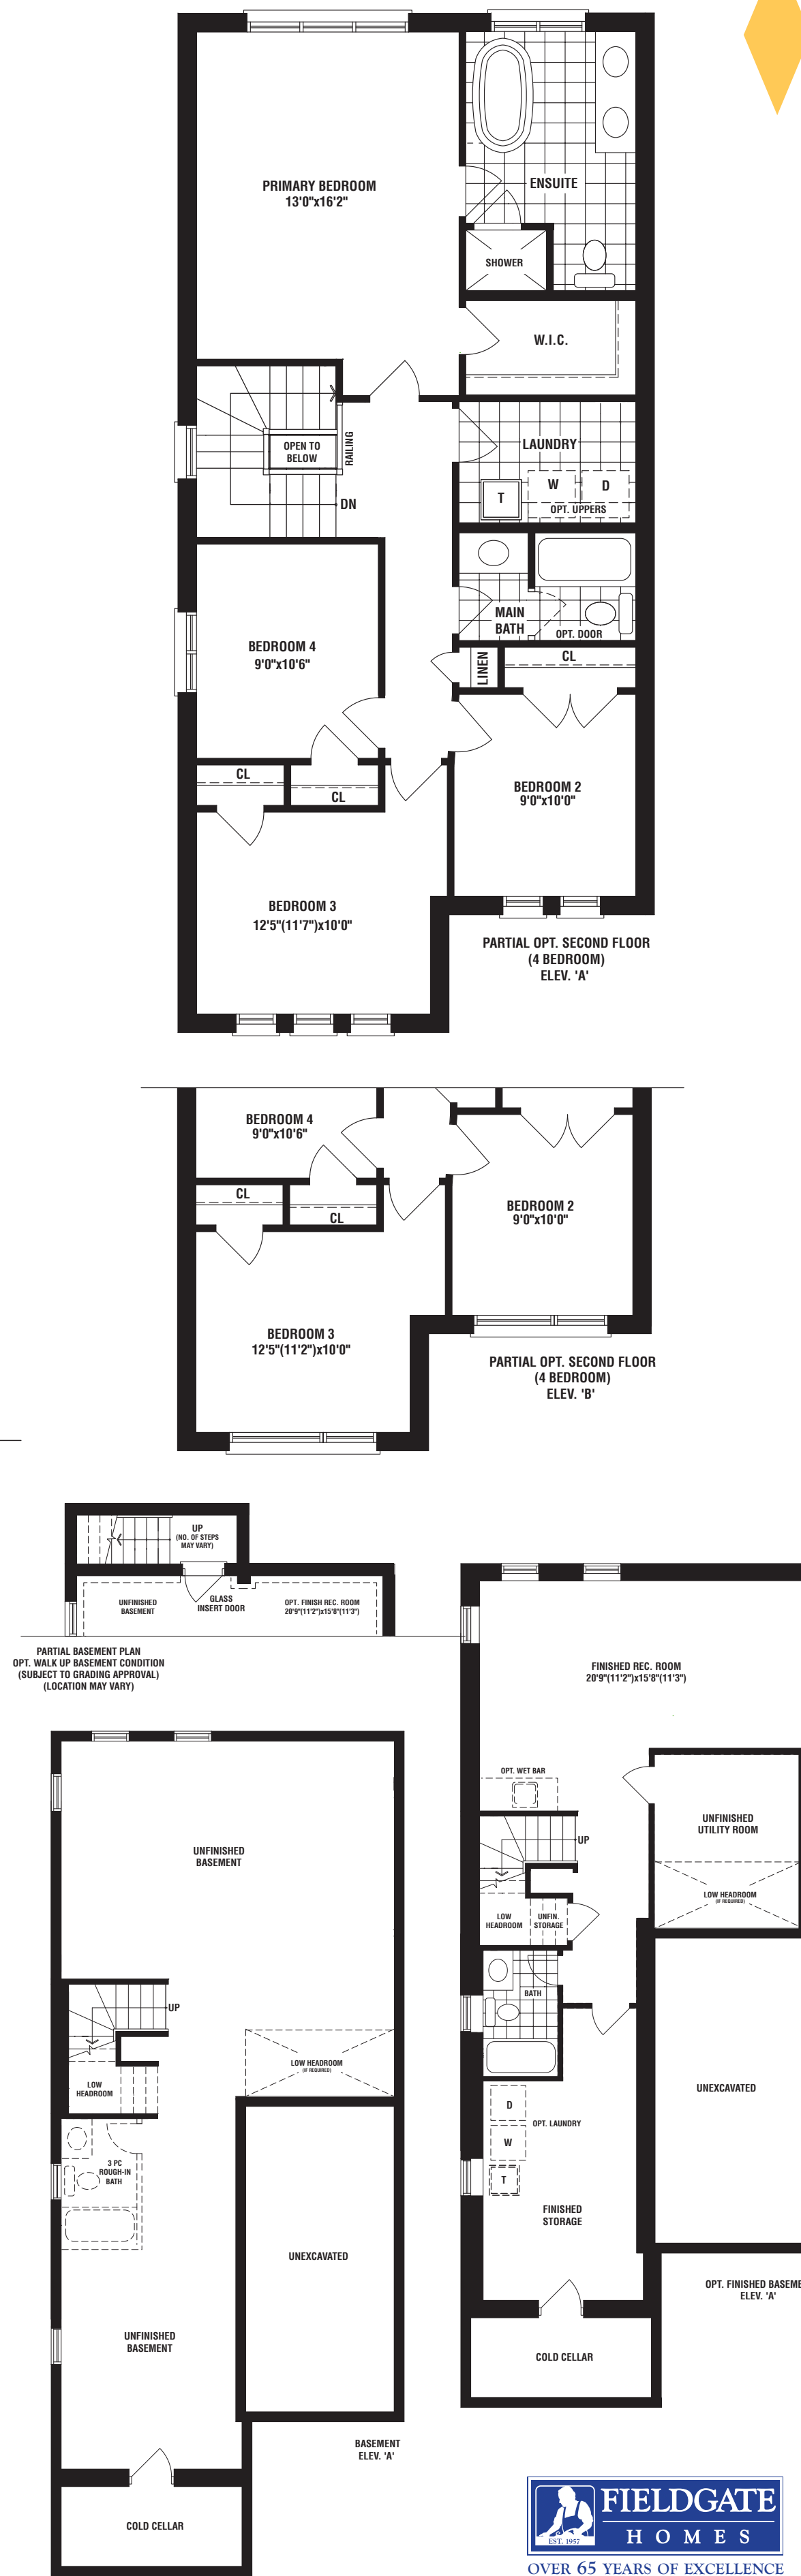 PRIMARY BEDROOM
13'0"x16'2"
ENSUITE
SHOWER
W.I.C.
OPEN TO
BELOW
RAILING
DN
LAUNDRY
T
W
D
OPT. UPPERS
MAIN
BATH
OPT. DOOR
LINEN
CL
BEDROOM 4
9'0"x10'6"
CL
CL
BEDROOM 2
9'0"x10'0"
BEDROOM 3
12'5"(11'7")x10'0"
PARTIAL OPT. SECOND FLOOR
(4 BEDROOM)
ELEV. 'A'
BEDROOM 4
9'0"x10'6"
CL
CL
BEDROOM 2
9'0"x10'0"
BEDROOM 3
12'5"(11'2")x10'0"
PARTIAL OPT. SECOND FLOOR
(4 BEDROOM)
ELEV. 'B'
UP
(NO. OF STEPS
MAY VARY)
UNFINISHED
BASEMENT
GLASS
INSERT DOOR
OPT. FINISH REC. ROOM
20'9"(11'2")x15'8"(11'3")
PARTIAL BASEMENT PLAN
OPT. WALK UP BASEMENT CONDITION
(SUBJECT TO GRADING APPROVAL)
(LOCATION MAY VARY)
UNFINISHED
BASEMENT
UP
LOW
HEADROOM
LOW HEADROOM
(IF REQUIRED)
3 PC
ROUGH-IN
BATH
UNEXCAVATED
UNFINISHED
BASEMENT
BASEMENT
ELEV. 'A'
COLD CELLAR
FINISHED REC. ROOM
20'9"(11'2")x15'8"(11'3")
OPT. WET BAR
UP
UNFINISHED
UTILITY ROOM
LOW HEADROOM
(IF REQUIRED)
LOW
HEADROOM
UNFIN.
STORAGE
BATH
UNEXCAVATED
D
OPT. LAUNDRY
W
T
FINISHED
STORAGE
OPT. FINISHED BASEME
ELEV. 'A'
COLD CELLAR
EST. 1957
FIELDGATE
HOMES
OVER 65 YEARS OF EXCELLENCE